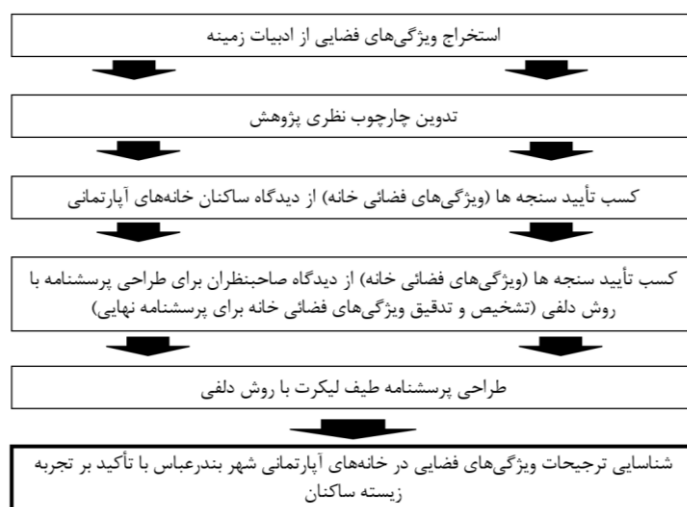 استخراج ویژگی‌های فضایی از ادبیات زمینه
تدوین چارچوب نظری پژوهش
کسب تأیید سنجه ها (ویژگی‌های فضائی خانه) از دیدگاه ساکنان خانه‌های آپارتمانی
کسب تأیید سنجه ها (ویژگی‌های فضائی خانه) از دیدگاه صاحبنظران برای طراحی پرسشنامه با
روش دلفی (تشخیص و تدقیق ویژگی‌های فضائی خانه برای پرسشنامه نهایی)
طراحی پرسشنامه طیف لیکرت با روش دلفی
شناسایی ترجیحات ویژگی‌های فضایی در خانه‌های آپارتمانی شهر بندرعباس با تأکید بر تجربه
زیسته ساکنان